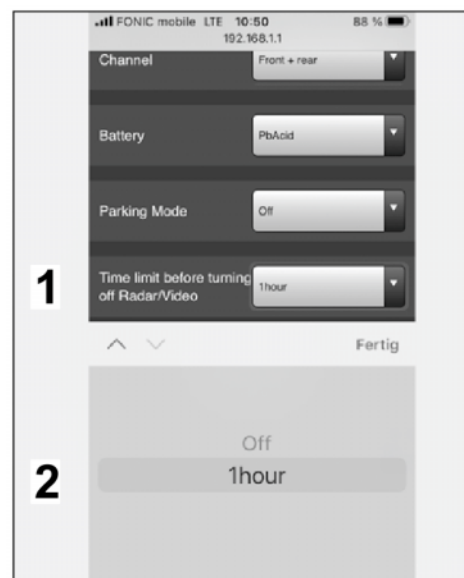 FONIC mobile LTE 10:50 88 %
192.168.1.1
Channel Front + rear
Battery PbAcid
Parking Mode Off
1
Time limit before turning off Radar/Video 1hour
Fertig
Off
2
1hour